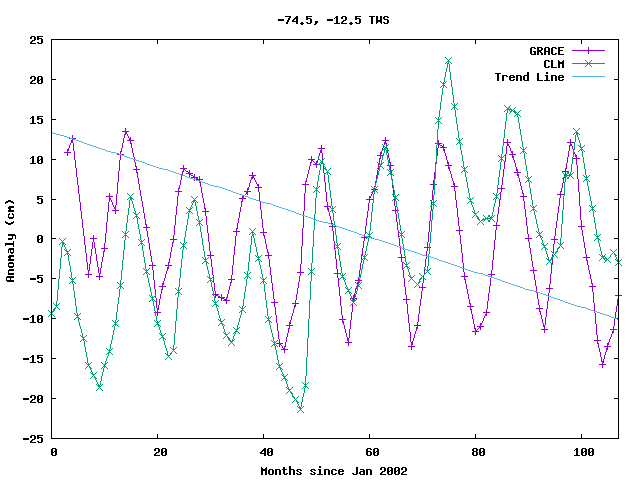 -74.5, -12.5 TWS
GRACE
CLM
Trend Line
25
20
15
10
5
0
-5
-10
-15
-20
-25
Anomaly (cm)
0 20 40 60 80 100
Months since Jan 2002